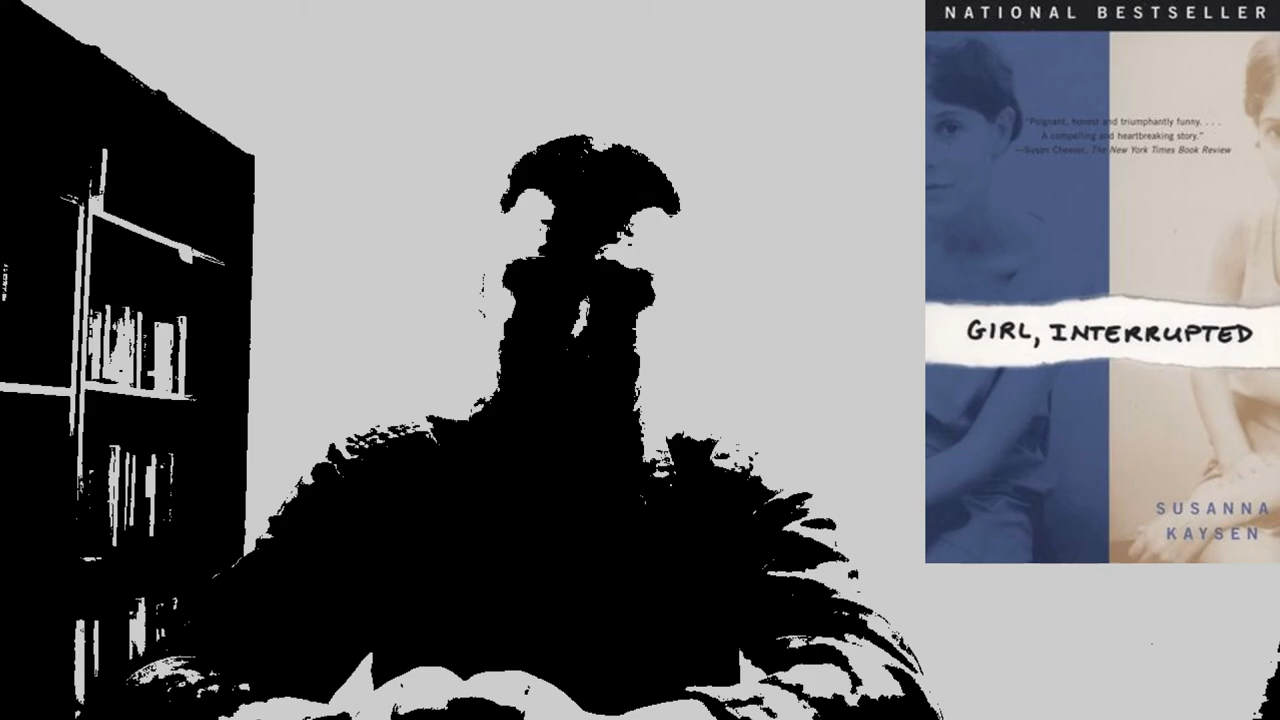 NATIONAL BESTSELLER
"Poignant, honest and triumphantly funny. . . .
A compelling and heartbreaking story."
—Susan Cheever, The New York Times Book Review
GIRL, INTERRUPTED
SUSANNA
KAYSEN